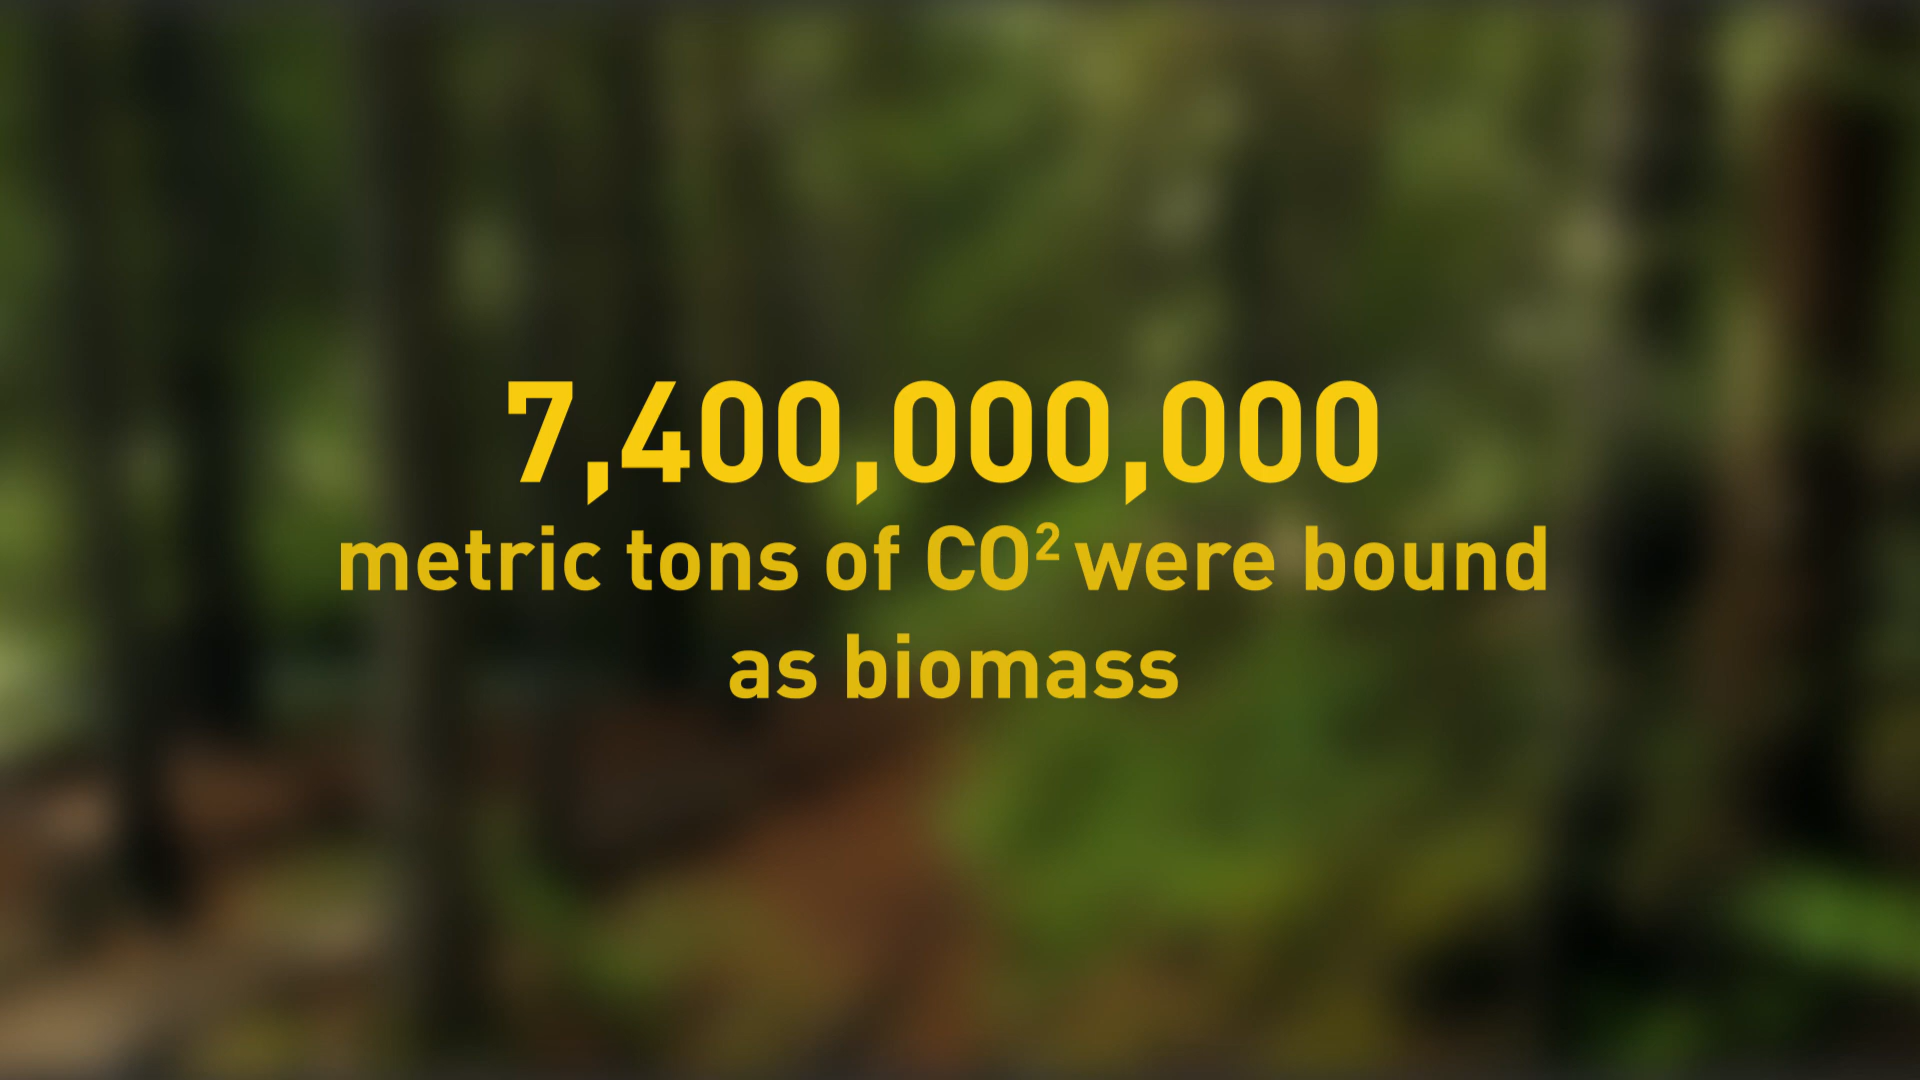 7,400,000,000
metric tons of CO² were bound
as biomass